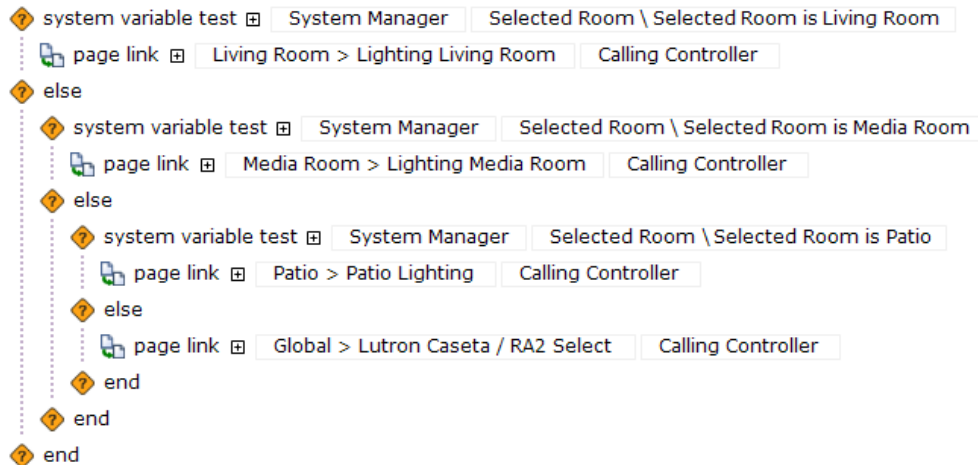 system variable test System Manager Selected Room \ Selected Room is Living Room
page link Living Room > Lighting Living Room Calling Controller
else
system variable test System Manager Selected Room \ Selected Room is Media Room
page link Media Room > Lighting Media Room Calling Controller
else
system variable test System Manager Selected Room \ Selected Room is Patio
page link Patio > Patio Lighting Calling Controller
else
page link Global > Lutron Caseta / RA2 Select Calling Controller
end
end
end